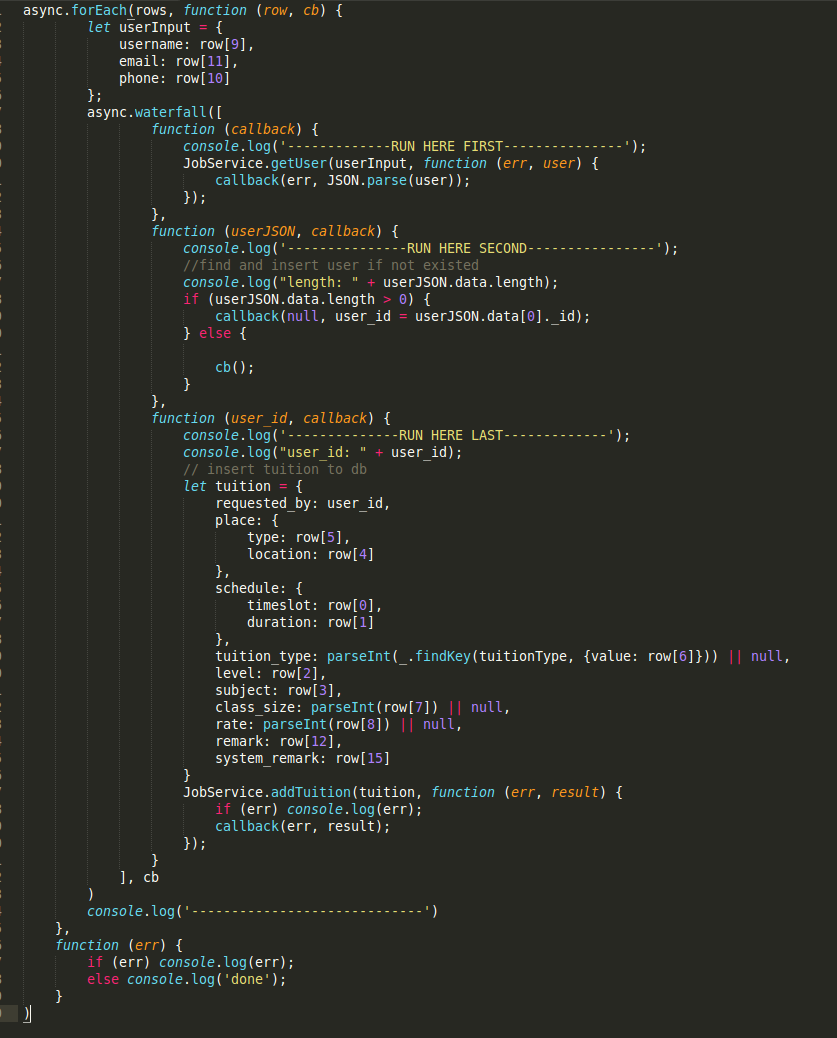 async.forEach(rows, function (row, cb) {
let userInput = {
username: row[9],
email: row[11],
phone: row[10]
};
async.waterfall([
function (callback) {
console.log('-------------RUN HERE FIRST---------------');
JobService.getUser(userInput, function (err, user) {
callback(err, JSON.parse(user));
});
},
function (userJSON, callback) {
console.log('---------------RUN HERE SECOND----------------');
//find and insert user if not existed
console.log("length: " + userJSON.data.length);
if (userJSON.data.length > 0) {
callback(null, user_id = userJSON.data[0]._id);
} else {
cb();
}
},
function (user_id, callback) {
console.log('--------------RUN HERE LAST-------------');
console.log("user_id: " + user_id);
// insert tuition to db
let tuition = {
requested_by: user_id,
place: {
type: row[5],
location: row[4]
},
schedule: {
timeslot: row[0],
duration: row[1]
},
tuition_type: parseInt(_.findKey(tuitionType, {value: row[6]})) || null,
level: row[2],
subject: row[3],
class_size: parseInt(row[7]) || null,
rate: parseInt(row[8]) || null,
remark: row[12],
system_remark: row[15]
}
JobService.addTuition(tuition, function (err, result) {
if (err) console.log(err);
callback(err, result);
});
}
], cb
)
console.log('-----------------------------')
},
function (err) {
if (err) console.log(err);
else console.log('done');
}
)